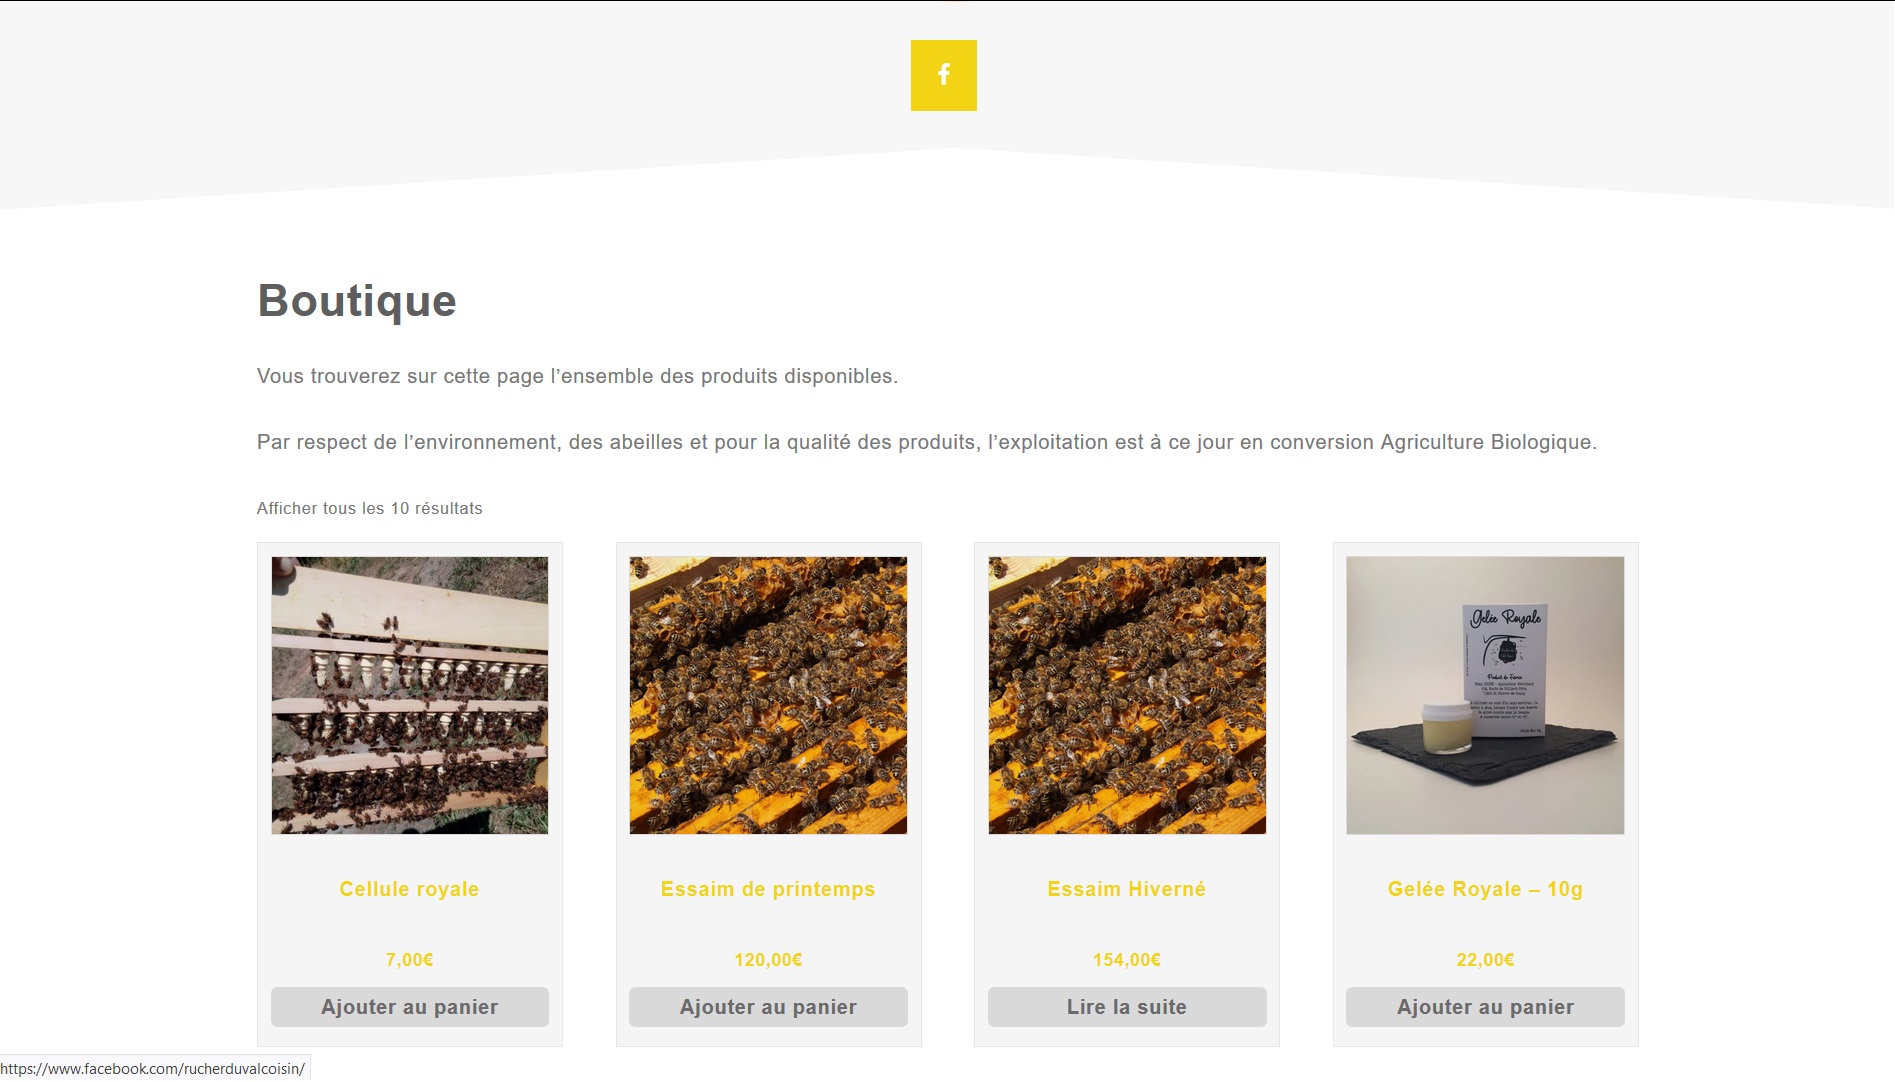 Boutique
Vous trouverez sur cette page l’ensemble des produits disponibles.
Par respect de l’environnement, des abeilles et pour la qualité des produits, l’exploitation est à ce jour en conversion Agriculture Biologique.
Afficher tous les 10 résultats
Gelée Royale
Produit de France
Cellule royale
Essaim de printemps
Essaim Hiverné
Gelée Royale – 10g
7,00€
120,00€
154,00€
22,00€
Ajouter au panier
Ajouter au panier
Lire la suite
Ajouter au panier
https://www.facebook.com/rucherduvalcoisin/